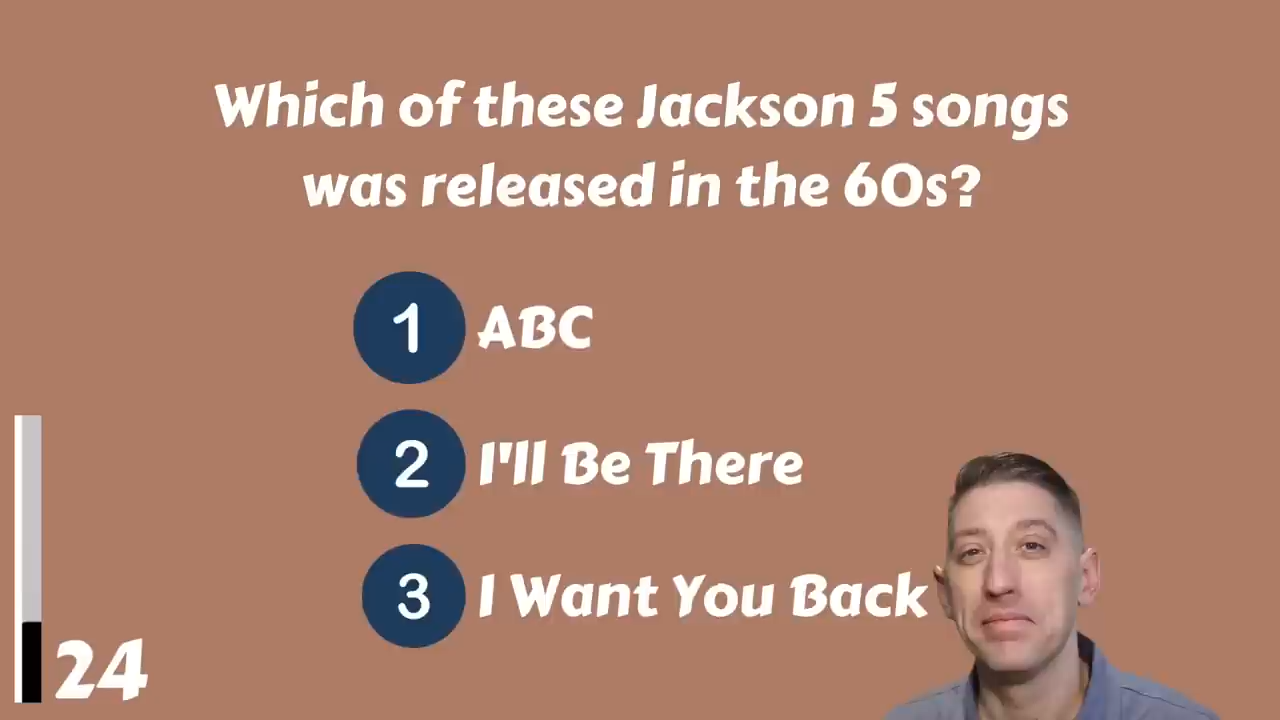 Which of these Jackson 5 songs
was released in the 60s?
1 ABC
2 I'll Be There
3 I Want You Back
24